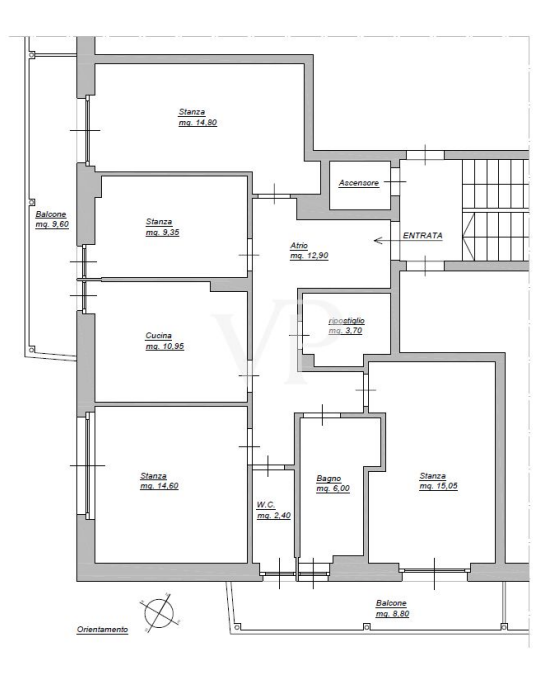 Stanza
mq. 14,80
Ascensore
Balcone
mq. 9,60
Stanza
mq. 9,35
ENTRATA
Atrio
mq. 12,90
ripostiglio
mq. 3,70
Cucina
mq. 10,95
VP
Stanza
mq. 14,60
Bagno
mq. 6,00
Stanza
mq. 15,05
W.C.
mq. 2,40
Balcone
mq. 8,80
Orientamento